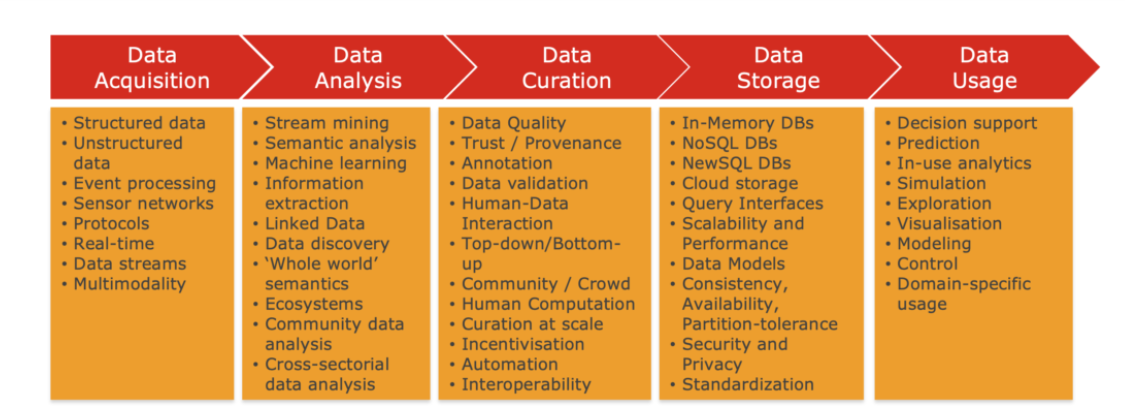 Data
Acquisition
Data
Analysis
Data
Curation
Data
Storage
Data
Usage
• Structured data
• Unstructured
data
• Event processing
• Sensor networks
• Protocols
• Real-time
• Data streams
• Multimodality
• Stream mining
• Semantic analysis
• Machine learning
• Information
extraction
• Linked Data
• Data discovery
• ‘Whole world’
semantics
• Ecosystems
• Community data
analysis
• Cross-sectorial
data analysis
• Data Quality
• Trust / Provenance
• Annotation
• Data validation
• Human-Data
Interaction
• Top-down/Bottom-
up
• Community / Crowd
• Human Computation
• Curation at scale
• Incentivisation
• Automation
• Interoperability
• In-Memory DBs
• NoSQL DBs
• NewSQL DBs
• Cloud storage
• Query Interfaces
• Scalability and
Performance
• Data Models
• Consistency,
Availability,
Partition-tolerance
• Security and
Privacy
• Standardization
• Decision support
• Prediction
• In-use analytics
• Simulation
• Exploration
• Visualisation
• Modeling
• Control
• Domain-specific
usage